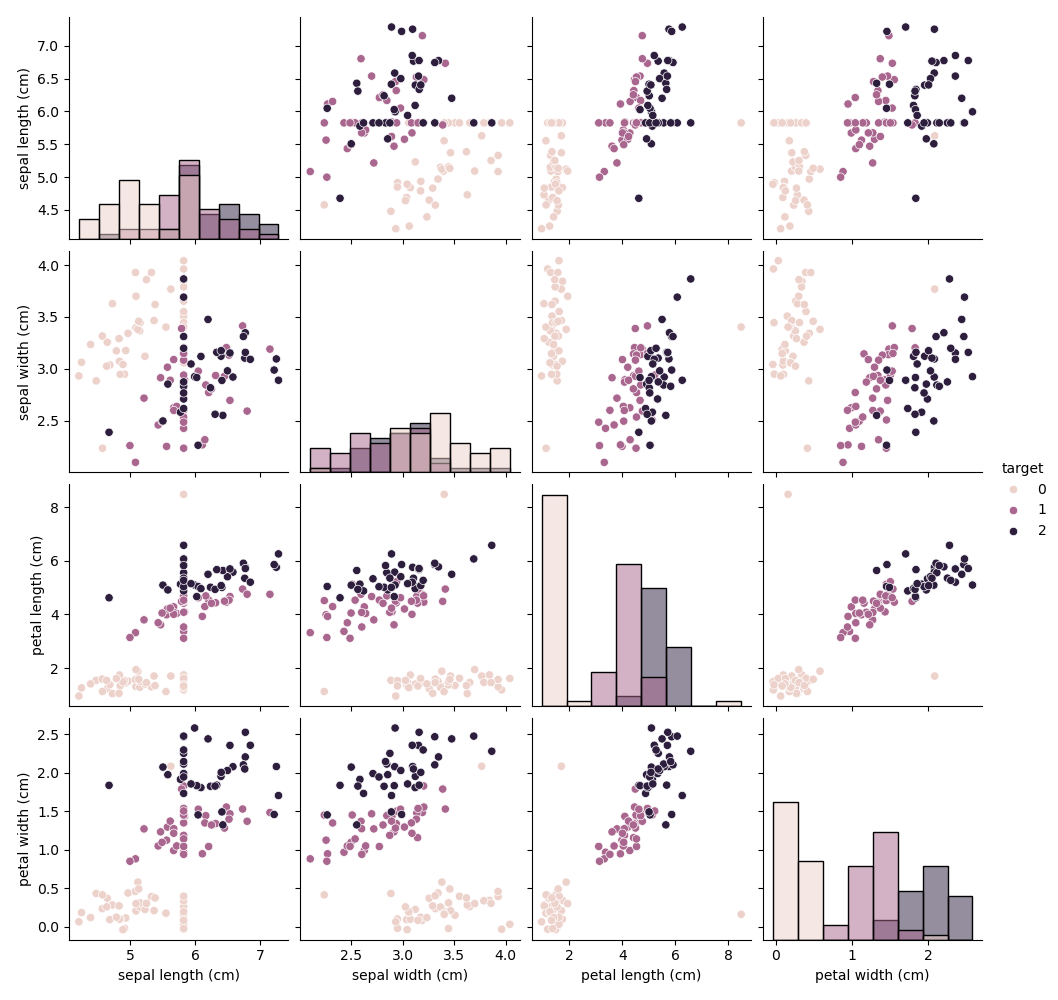 sepal length (cm)
7.0
6.5
6.0
5.5
5.0
4.5
sepal width (cm)
4.0
3.5
3.0
2.5
target
0
1
2
petal length (cm)
8
6
4
2
petal width (cm)
2.5
2.0
1.5
1.0
0.5
0.0
5 6 7
2.5 3.0 3.5 4.0
2 4 6 8
0 1 2
sepal length (cm) sepal width (cm) petal length (cm) petal width (cm)